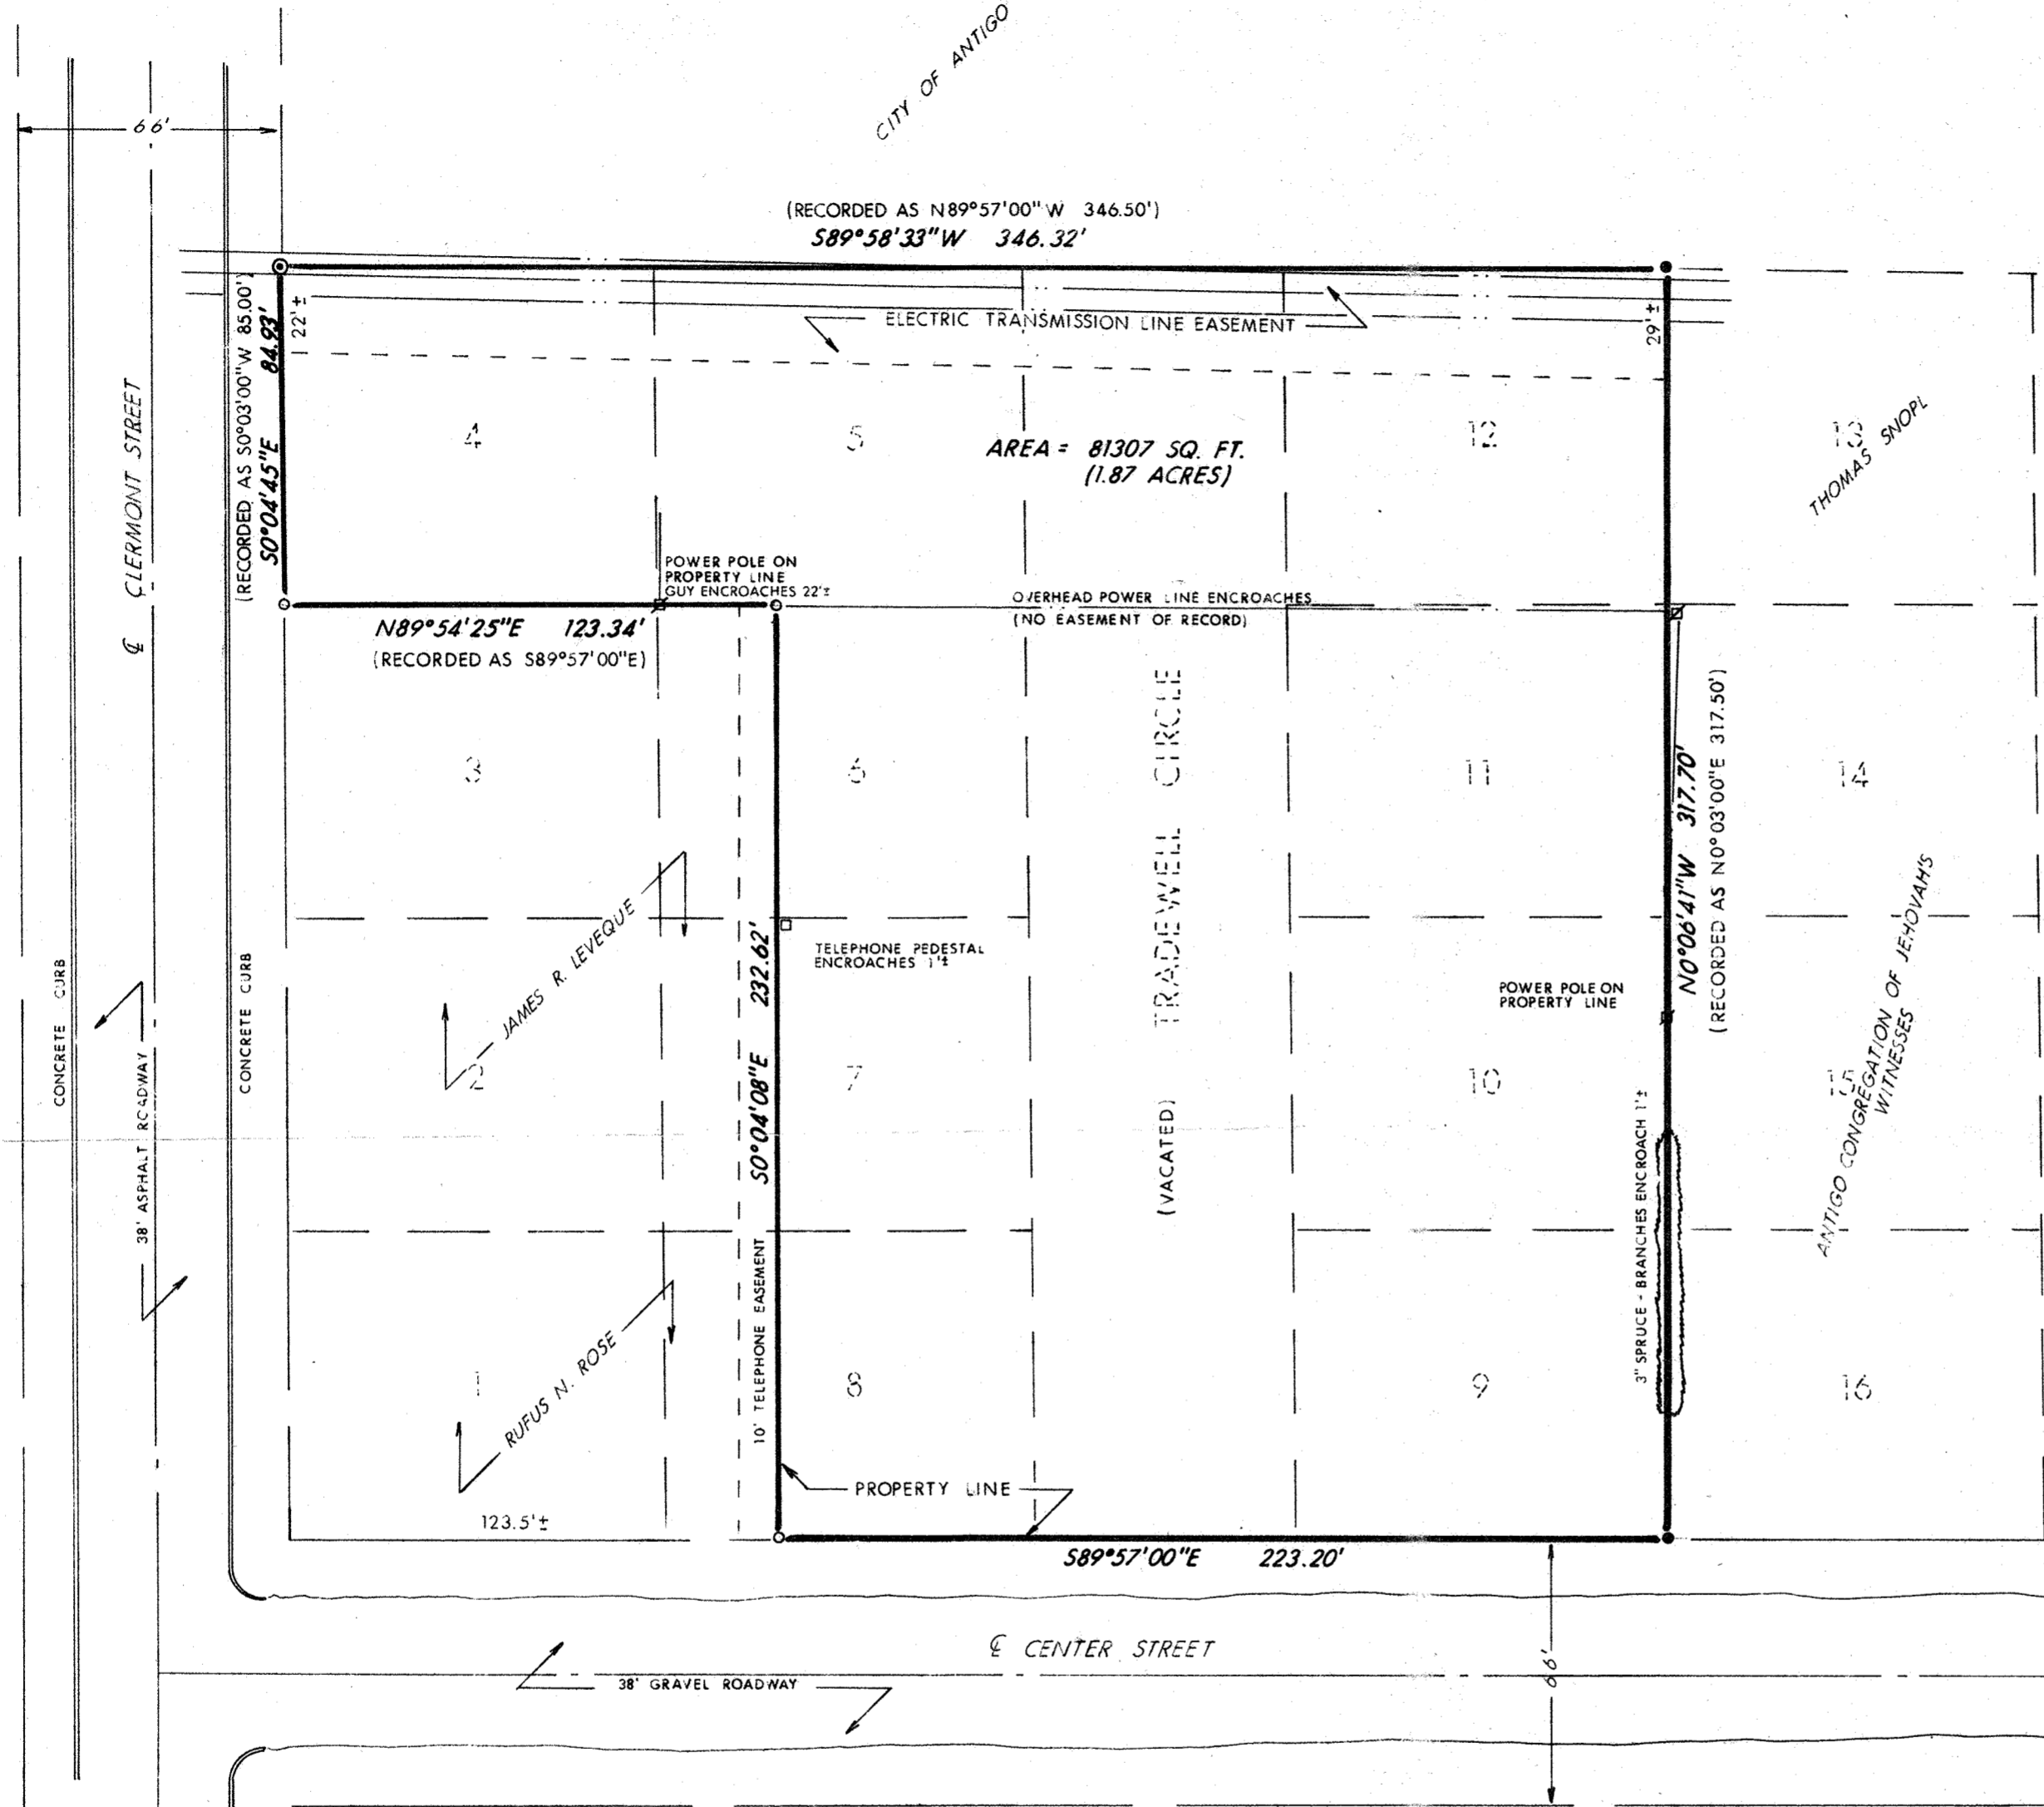 CITY OF ANTIGO
66'
(RECORDED AS N89°57'00"W 346.50')
S89°58'33"W 346.32'
22'±
29'±
ELECTRIC TRANSMISSION LINE EASEMENT
(RECORDED AS S0°03'00"W 85.00')
S0°04'45"E 84.93'
℄ CLERMONT STREET
4
5
12
13
AREA = 81307 SQ. FT.
(1.87 ACRES)
THOMAS SNOPL
POWER POLE ON
PROPERTY LINE
GUY ENCROACHES 22'±
OVERHEAD POWER LINE ENCROACHES
(NO EASEMENT OF RECORD)
N89°54'25"E 123.34'
(RECORDED AS S89°57'00"E)
3
6
11
14
TRADEWELL CIRCLE
(VACATED)
N0°06'41"W 317.70'
(RECORDED AS N0°03'00"E 317.50')
JAMES R. LEVEQUE
S0°04'08"E 232.62'
TELEPHONE PEDESTAL
ENCROACHES 1'±
POWER POLE ON
PROPERTY LINE
CONCRETE CURB
38' ASPHALT ROADWAY
CONCRETE CURB
2
7
10
15
ANTIGO CONGREGATION OF JEHOVAH'S
WITNESSES
3" SPRUCE - BRANCHES ENCROACH 1'±
10' TELEPHONE EASEMENT
RUFUS N. ROSE
1
8
9
16
PROPERTY LINE
123.5'±
S89°57'00"E 223.20'
℄ CENTER STREET
38' GRAVEL ROADWAY
66'